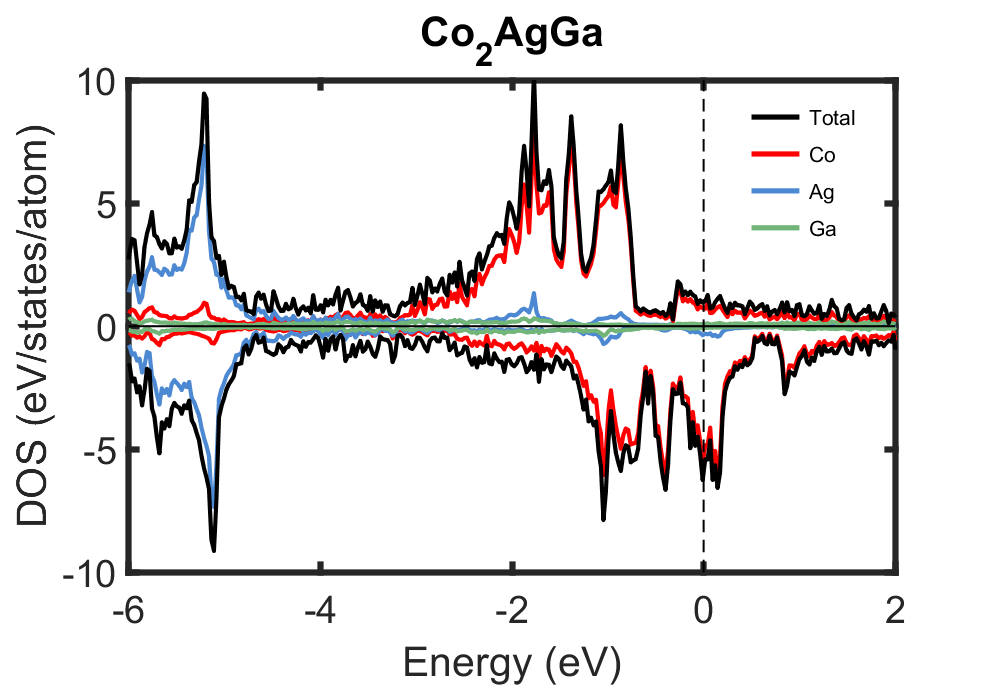 Co₂AgGa
10
5
0
-5
-10
DOS (eV/states/atom)
Total
Co
Ag
Ga
-6
-4
-2
0
2
Energy (eV)